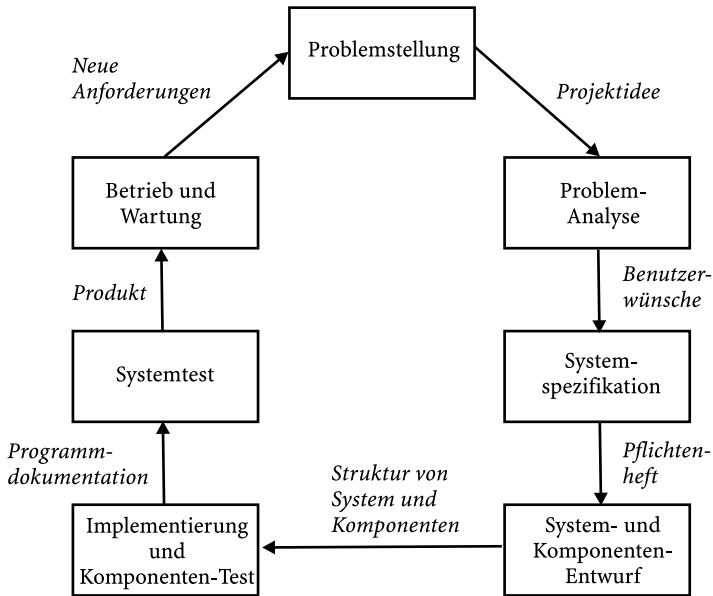 Problemstellung
Projektidee
Problem-
Analyse
Benutzer-
wünsche
System-
spezifikation
Pflichten-
heft
System- und
Komponenten-
Entwurf
Struktur von
System und
Komponenten
Implementierung
und
Komponenten-Test
Programm-
dokumentation
Systemtest
Produkt
Betrieb und
Wartung
Neue
Anforderungen